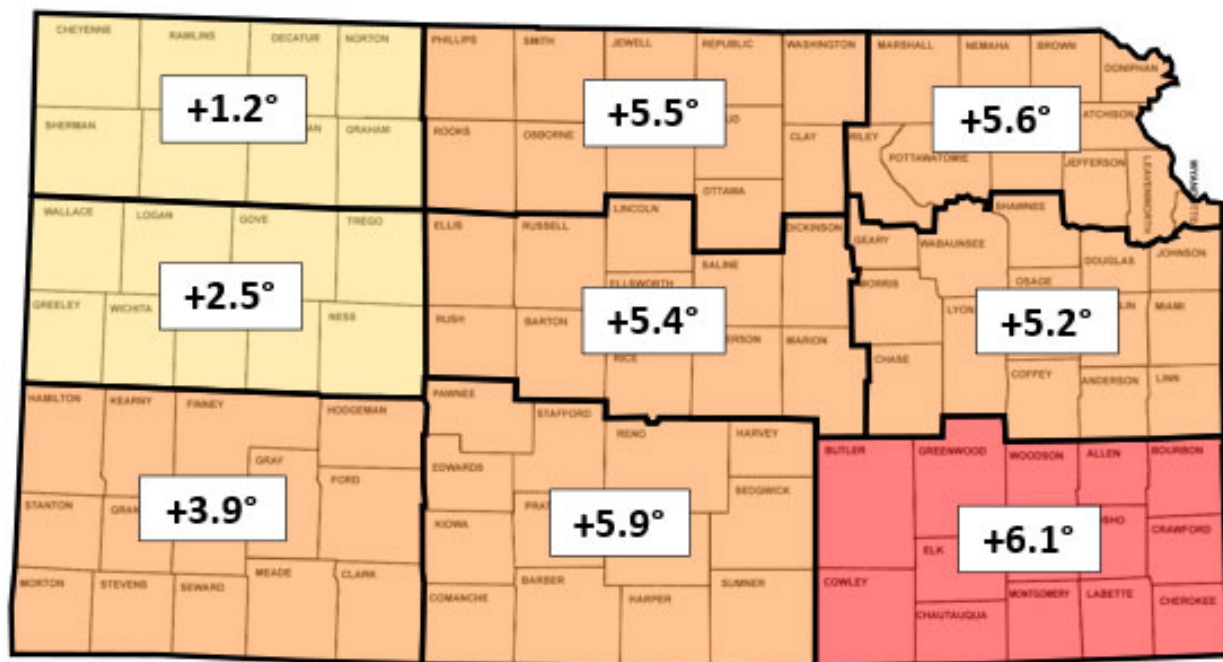 CHEYENNE RAWLINS DECATUR NORTON PHILLIPS SMITH JEWELL REPUBLIC WASHINGTON MARSHALL NEMAHA BROWN
DONIPHAN
+1.2° +5.5° +5.6°
SHERMAN GRAHAM ROCKS OSBORNE CLAY RILEY
POTTAWATOMIE JEFFERSON LEAVENWORTH
OTTAWA
WALLACE LOGAN GOVE TREGO ELLIS RUSSELL LINCOLN DICKINSON GEARY WABAUNSEE SHAWNEE DOUGLAS JOHNSON
SALINE
ELLSWORTH MORRIS OSAGE
+2.5° +5.4° +5.2°
GREELEY WICHITA NESS RUSH BARTON LYON MIAMI
RICE MARION CHASE COFFEY ANDERSON LINN
HAMILTON KEARNY FINNEY HODGEMAN PAWNEE STAFFORD RENO HARVEY
BUTLER GREENWOOD WOODSON ALLEN BOURBON
GRAY FORD EDWARDS SEDGWICK
+3.9° +5.9° +6.1°
STANTON KIOWA CRAWFORD
ELK
MORTON STEVENS SEWARD MEADE CLARK COMANCHE BARBER HARPER SUMNER COWLEY CHAUTAUQUA MONTGOMERY LABETTE CHEROKEE